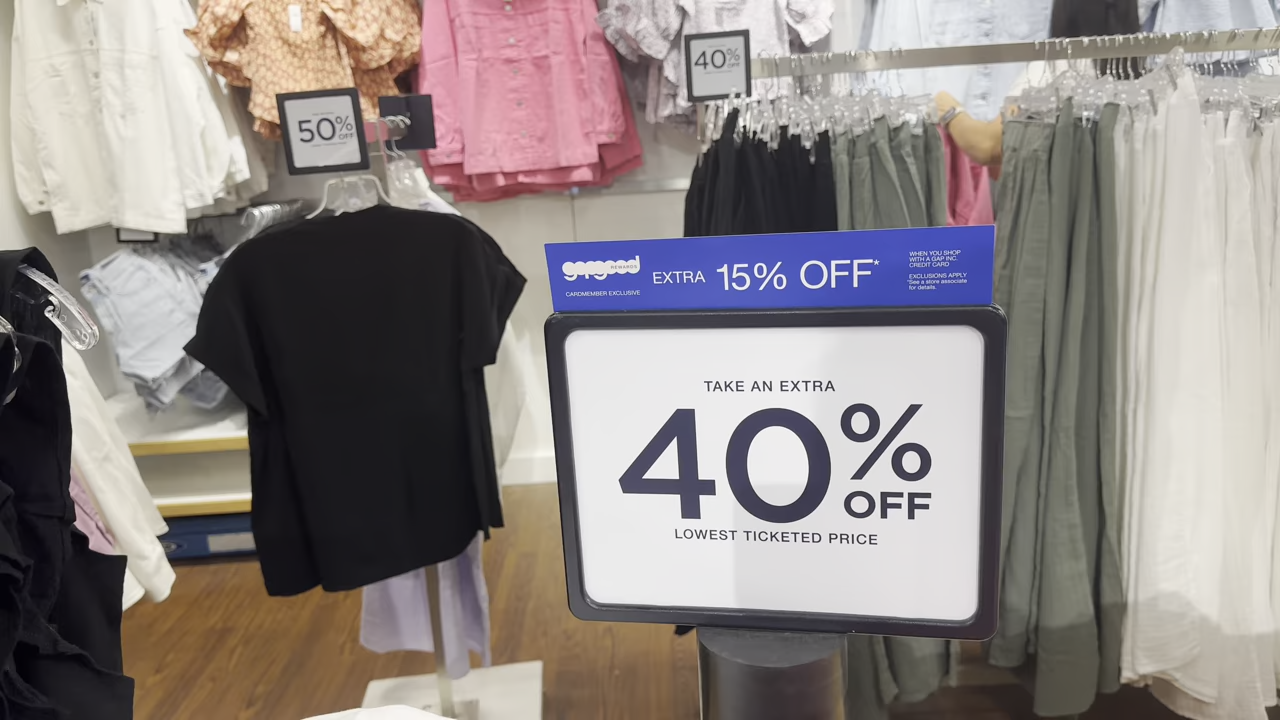 50%
OFF
40%
OFF
gapgood
REWARDS
CARDMEMBER EXCLUSIVE
EXTRA 15% OFF*
WHEN YOU SHOP
WITH A GAP INC.
CREDIT CARD
EXCLUSIONS APPLY
*See a store associate
for details.
TAKE AN EXTRA
40%
OFF
LOWEST TICKETED PRICE